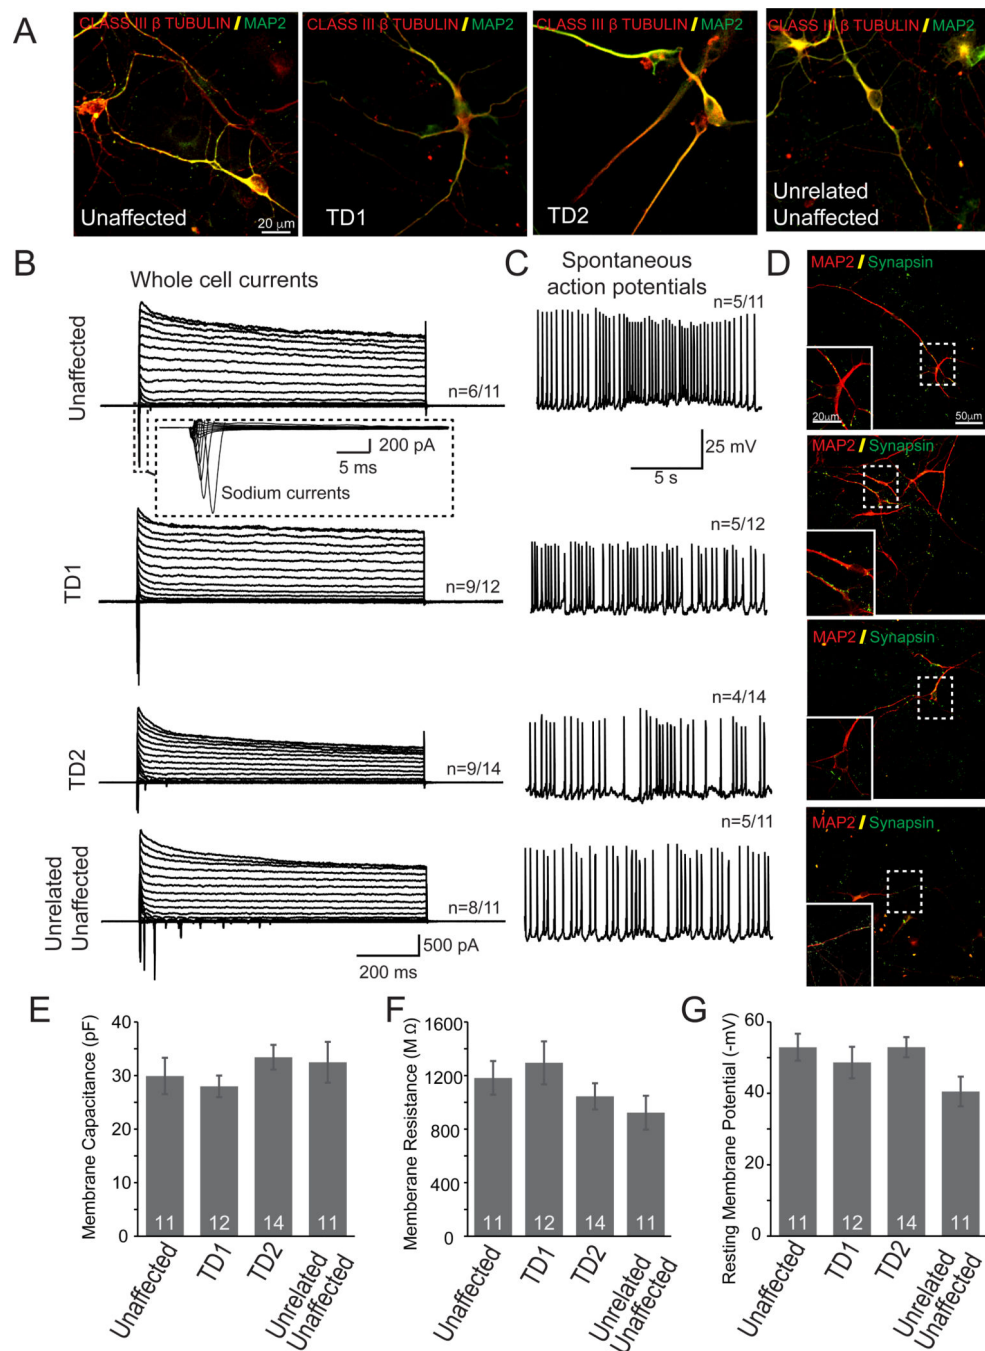 A
CLASS III β TUBULIN / MAP2
Unaffected
20 µm
CLASS III β TUBULIN / MAP2
TD1
CLASS III β TUBULIN / MAP2
TD2
CLASS III β TUBULIN / MAP2
Unrelated
Unaffected
B
Whole cell currents
Unaffected
n=6/11
200 pA
5 ms
Sodium currents
TD1
n=9/12
TD2
n=9/14
Unrelated
Unaffected
n=8/11
500 pA
200 ms
C
Spontaneous
action potentials
n=5/11
25 mV
5 s
n=5/12
n=4/14
n=5/11
D
MAP2 / Synapsin
20µm
50µm
MAP2 / Synapsin
MAP2 / Synapsin
MAP2 / Synapsin
E
Membrane Capacitance (pF)
40
30
20
10
0
11
12
14
11
Unaffected
TD1
TD2
Unrelated
Unaffected
F
Memberane Resistance (M Ω)
1600
1200
800
400
0
11
12
14
11
Unaffected
TD1
TD2
Unrelated
Unaffected
G
Resting Membrane Potential (-mV)
60
40
20
0
11
12
14
11
Unaffected
TD1
TD2
Unrelated
Unaffected